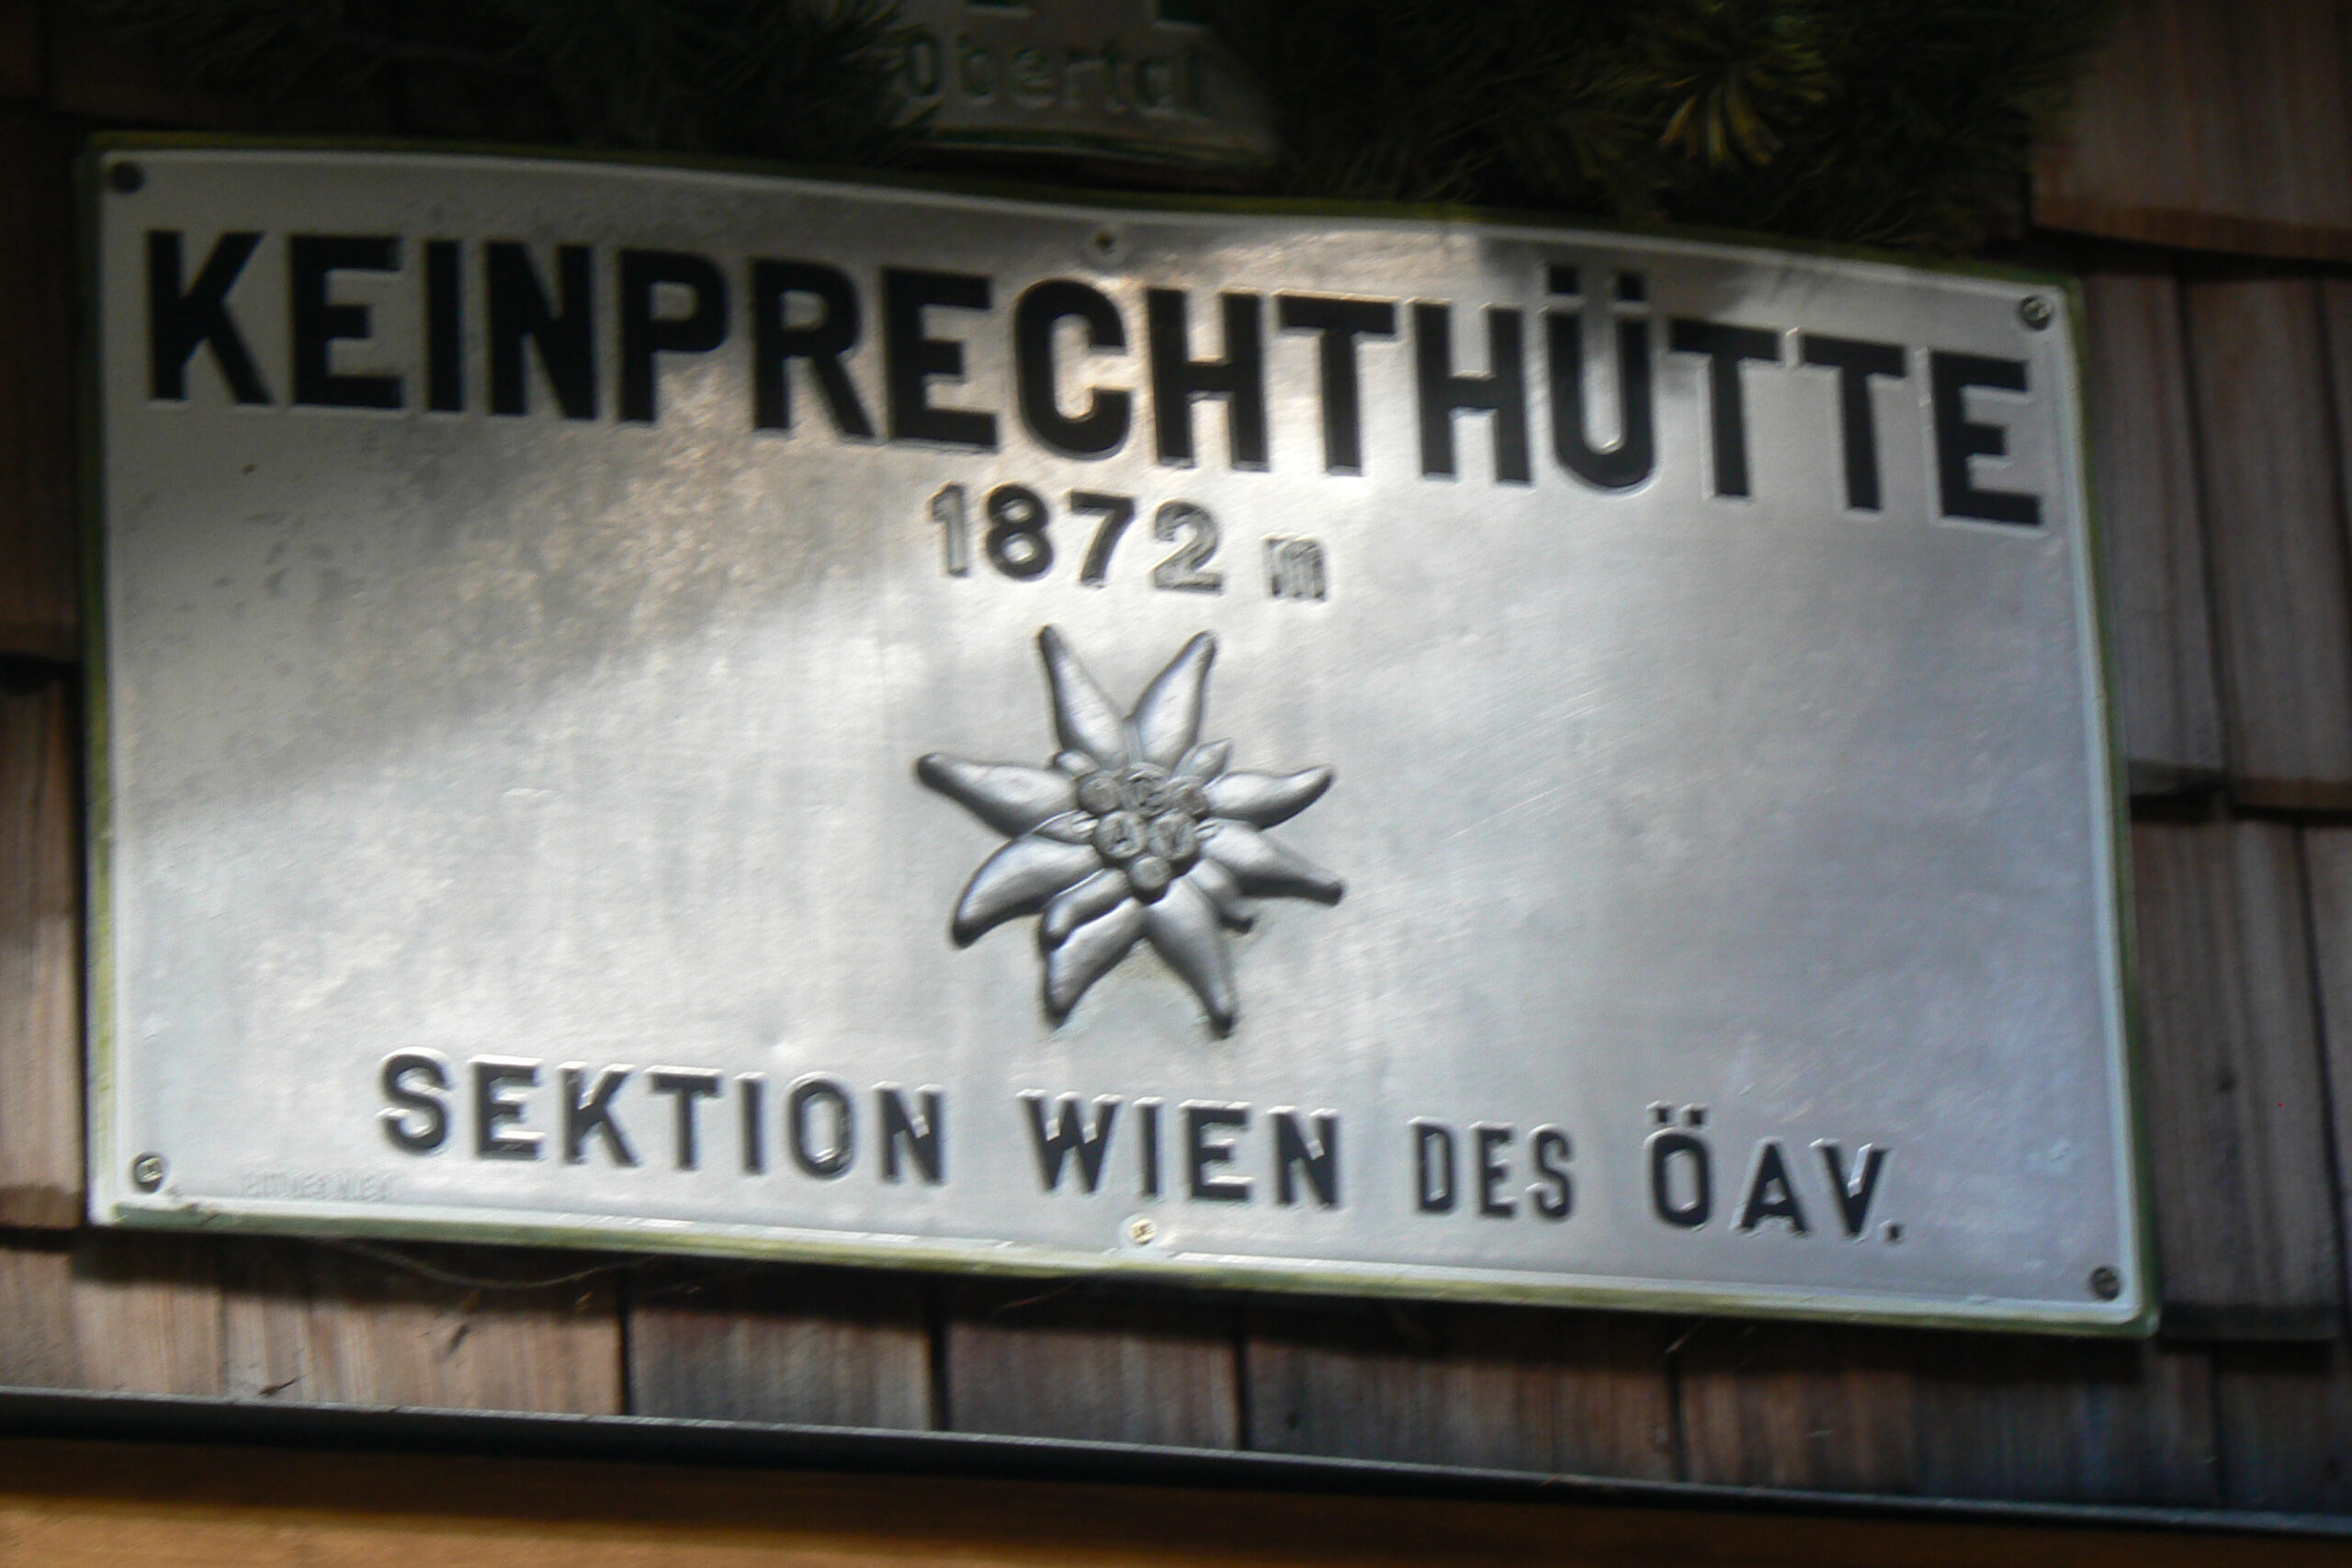 Obertal
KEINPRECHTHÜTTE
1872 m
SEKTION WIEN DES ÖAV.